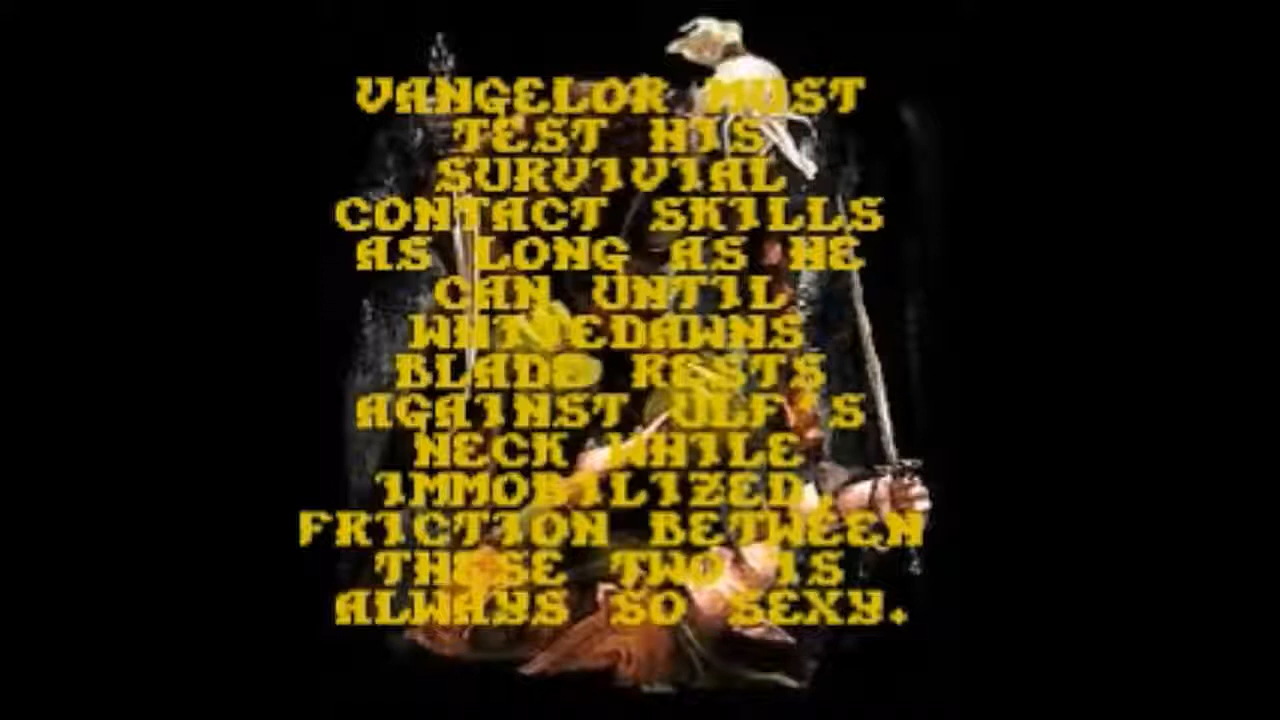 VANGELOR MUST
TEST HIS
SURVIVIAL
CONTACT SKILLS
AS LONG AS HE
CAN UNTIL
WHITEDAWNS
BLADE RESTS
AGAINST ULF'S
NECK WHILE
IMMOBILIZED.
FRICTION BETWEEN
THESE TWO IS
ALWAYS SO SEXY.